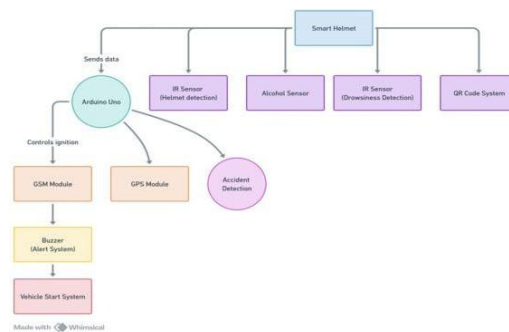 Smart Helmet
Sends data
Arduino Uno
IR Sensor
(Helmet detection)
Alcohol Sensor
IR Sensor
(Drowsiness Detection)
QR Code System
Controls ignition
GSM Module
GPS Module
Accident
Detection
Buzzer
(Alert System)
Vehicle Start System
Made with Whimsical